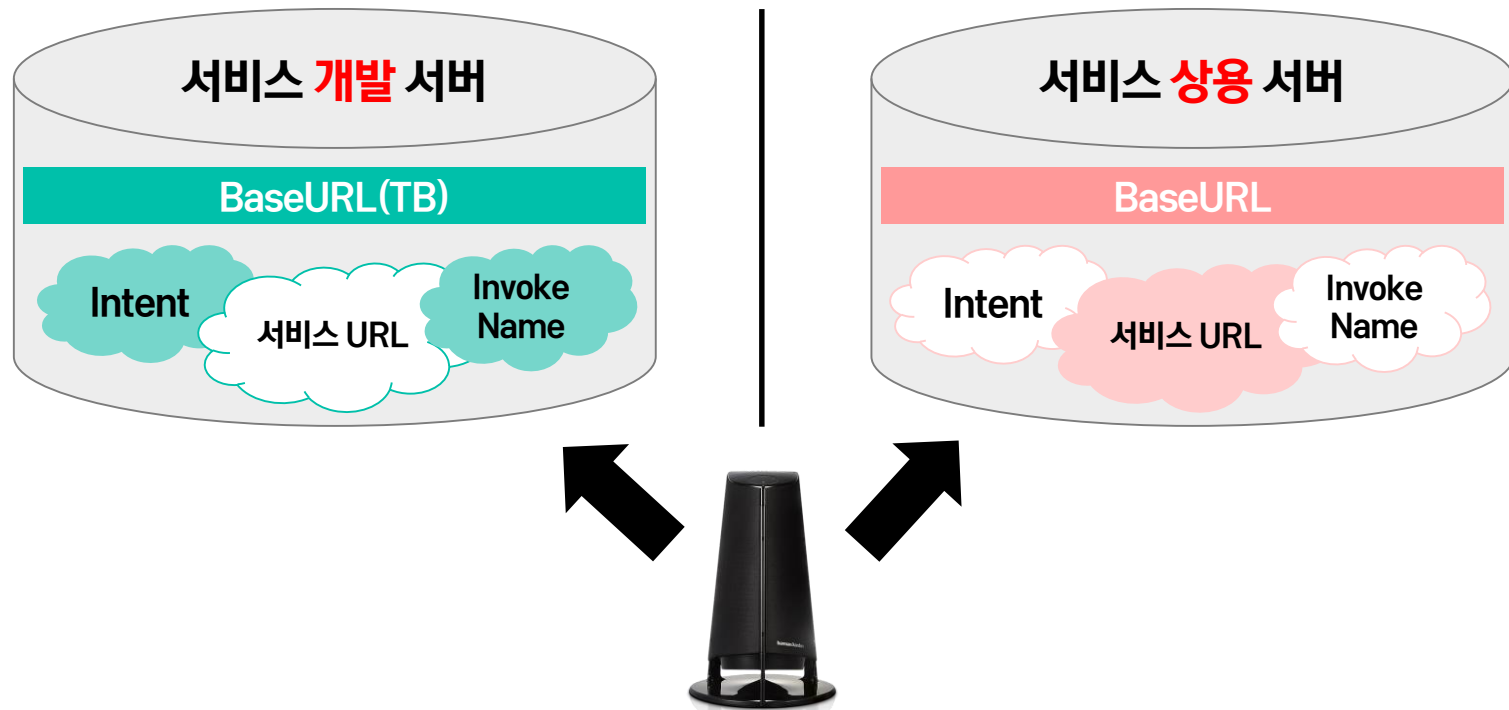 서비스 개발 서버
BaseURL(TB)
Intent
서비스 URL
Invoke
Name
서비스 상용 서버
BaseURL
Intent
서비스 URL
Invoke
Name